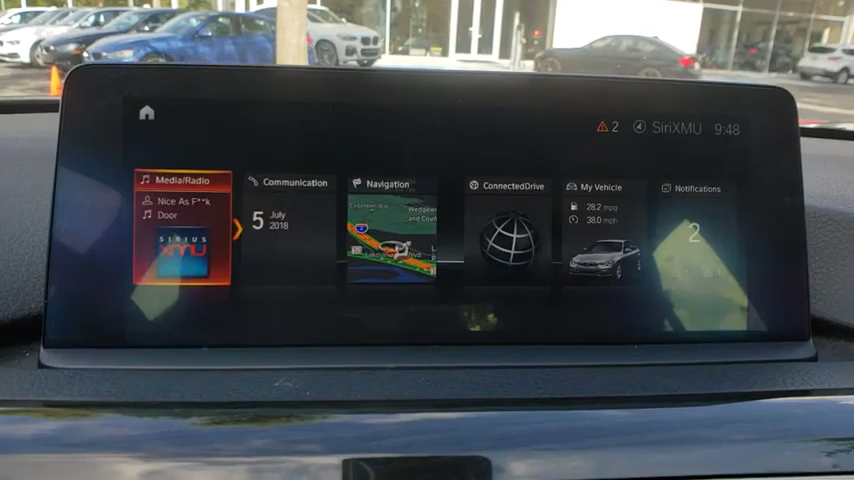 2 SiriXMU 9:48
Media/Radio
Nice As F**k
Door
SIRIUS
xmu
Communication
5 July
2018
Navigation
ConnectedDrive
My Vehicle
28.2 mpg
38.0 mph
Notifications
2